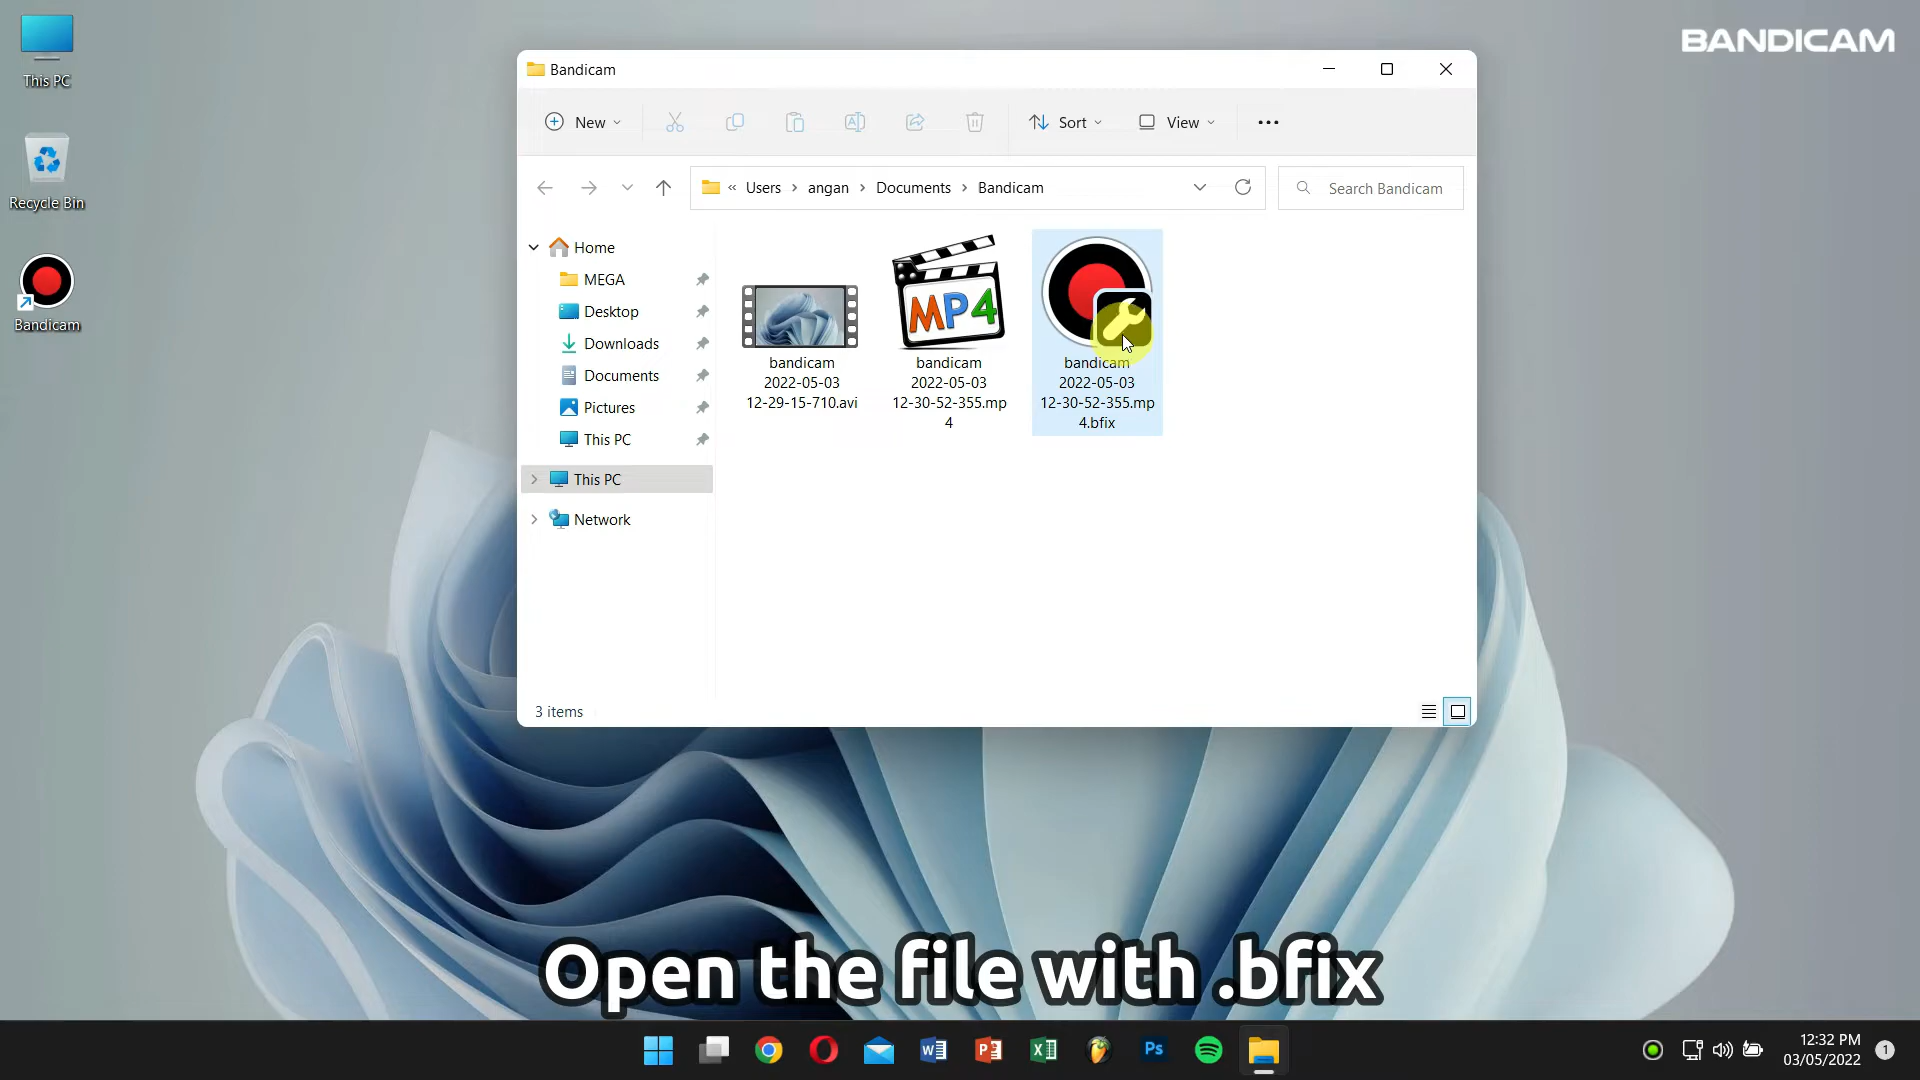 This PC
Recycle Bin
Bandicam
BANDICAM
Bandicam
New
Sort
View
« Users › angan › Documents › Bandicam
Search Bandicam
Home
MEGA
Desktop
Downloads
Documents
Pictures
This PC
This PC
Network
MP4
bandicam
2022-05-03
12-29-15-710.avi
bandicam
2022-05-03
12-30-52-355.mp
4
bandicam
2022-05-03
12-30-52-355.mp
4.bfix
3 items
Open the file with .bfix
Ps
12:32 PM
03/05/2022
1